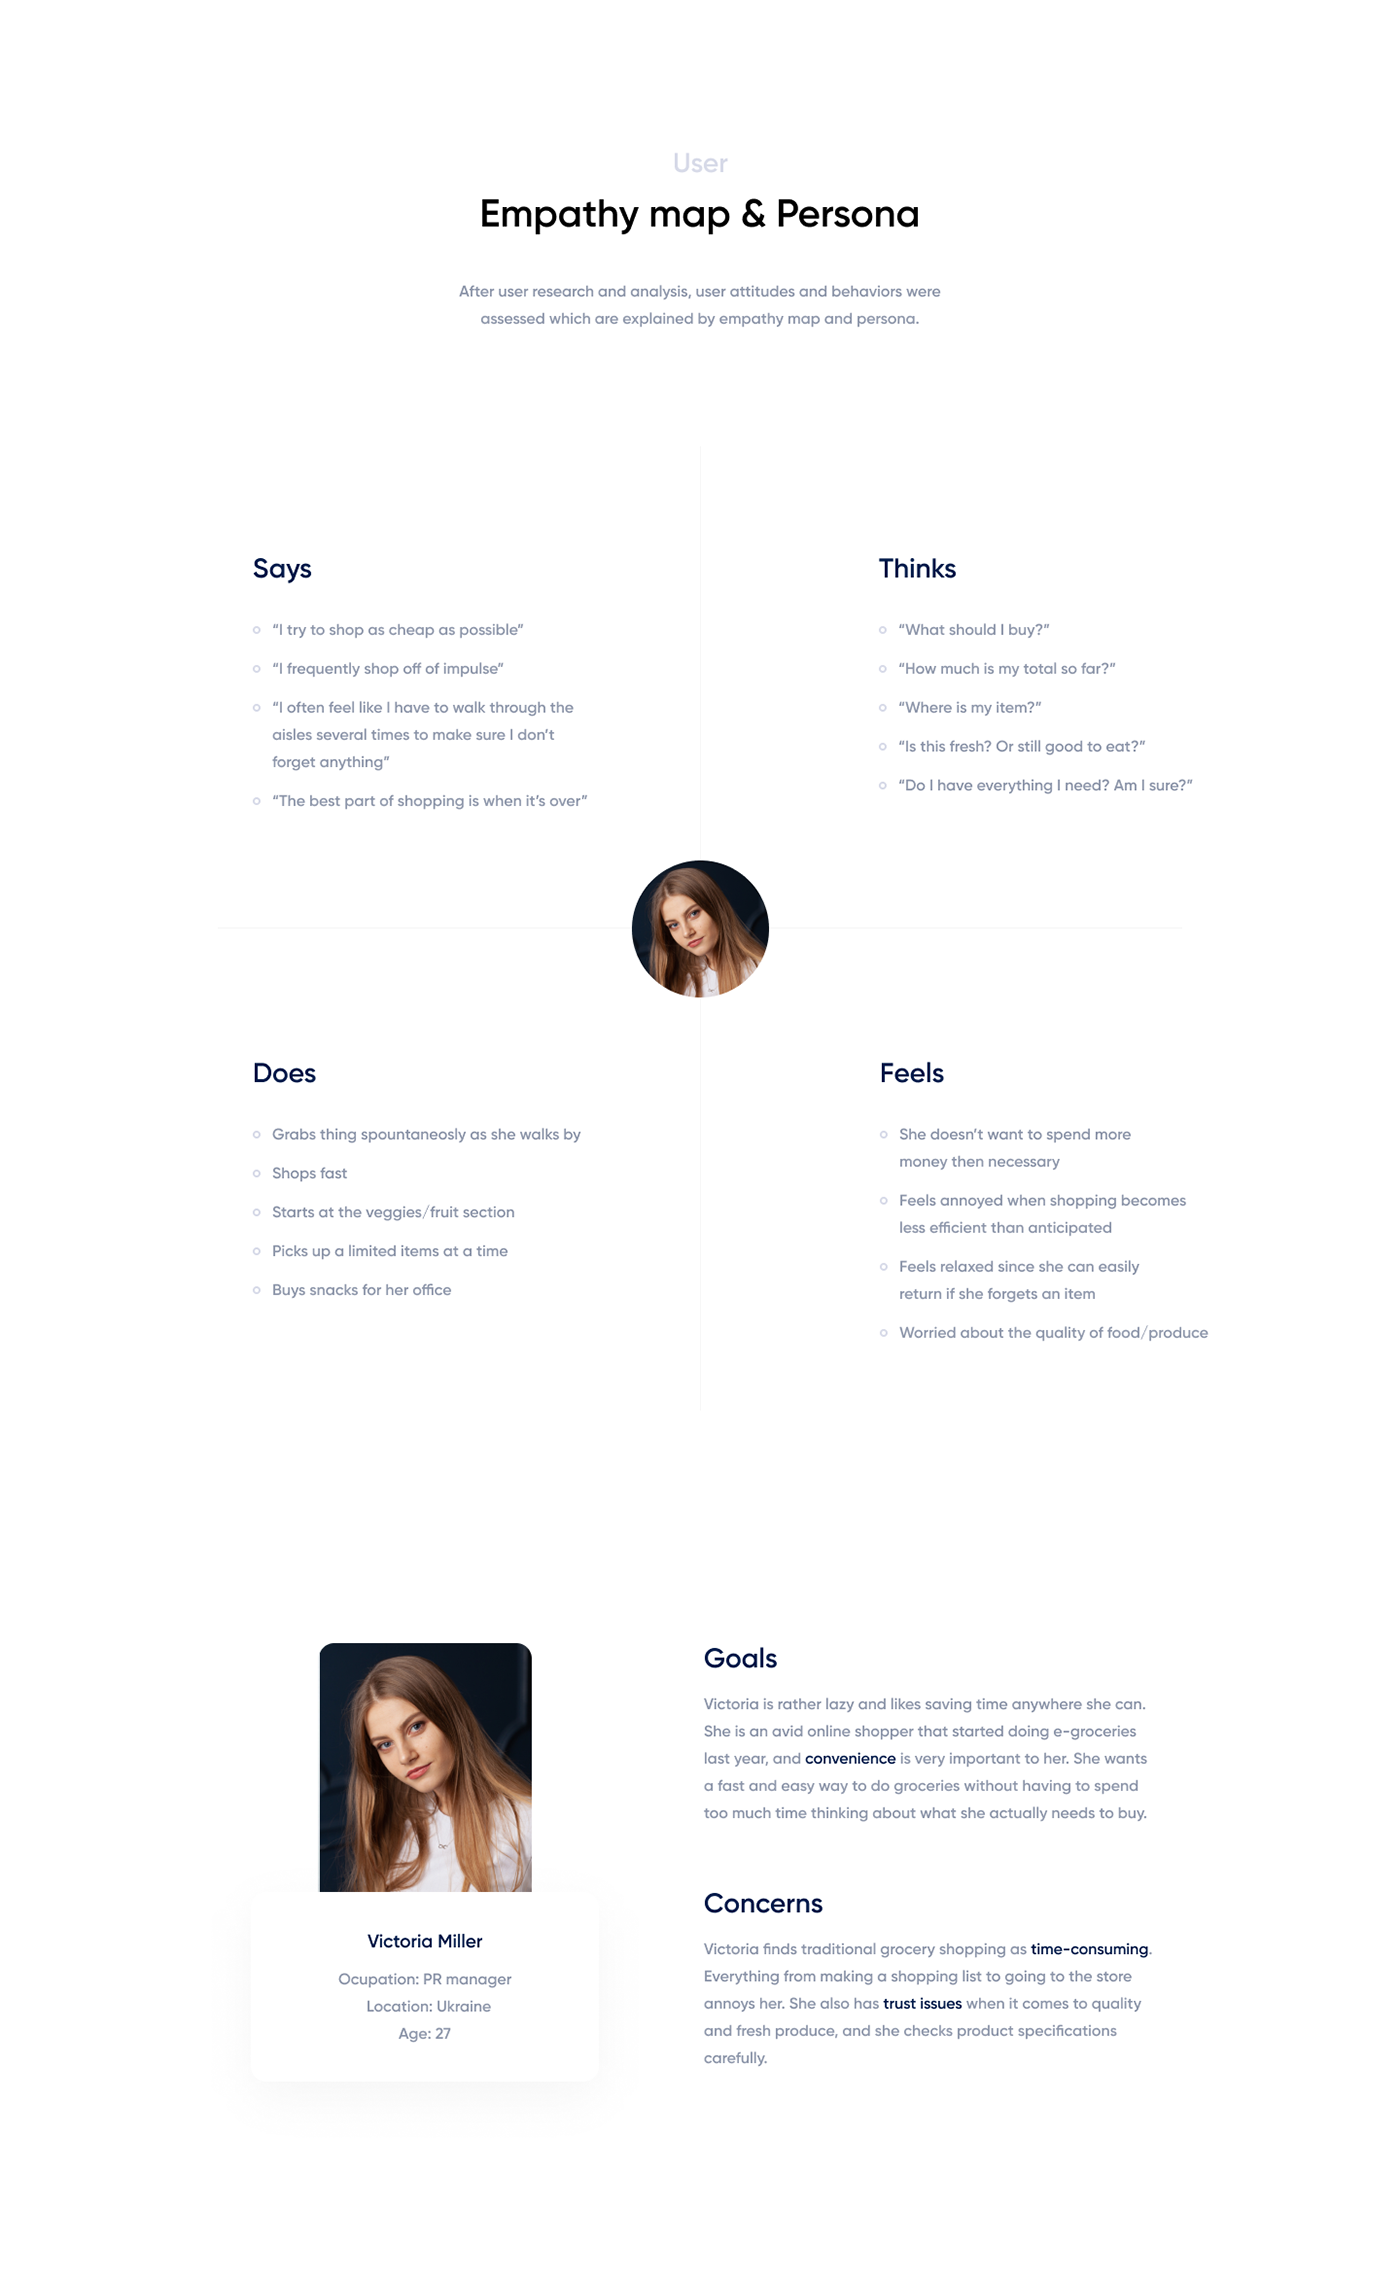 User
Empathy map & Persona
After user research and analysis, user attitudes and behaviors were
assessed which are explained by empathy map and persona.
Says
“I try to shop as cheap as possible”
“I frequently shop off of impulse”
“I often feel like I have to walk through the
aisles several times to make sure I don’t
forget anything”
“The best part of shopping is when it’s over”
Thinks
“What should I buy?”
“How much is my total so far?”
“Where is my item?”
“Is this fresh? Or still good to eat?”
“Do I have everything I need? Am I sure?”
Does
Grabs thing spountaneosly as she walks by
Shops fast
Starts at the veggies/fruit section
Picks up a limited items at a time
Buys snacks for her office
Feels
She doesn’t want to spend more
money then necessary
Feels annoyed when shopping becomes
less efficient than anticipated
Feels relaxed since she can easily
return if she forgets an item
Worried about the quality of food/produce
Victoria Miller
Ocupation: PR manager
Location: Ukraine
Age: 27
Goals
Victoria is rather lazy and likes saving time anywhere she can.
She is an avid online shopper that started doing e-groceries
last year, and convenience is very important to her. She wants
a fast and easy way to do groceries without having to spend
too much time thinking about what she actually needs to buy.
Concerns
Victoria finds traditional grocery shopping as time-consuming.
Everything from making a shopping list to going to the store
annoys her. She also has trust issues when it comes to quality
and fresh produce, and she checks product specifications
carefully.